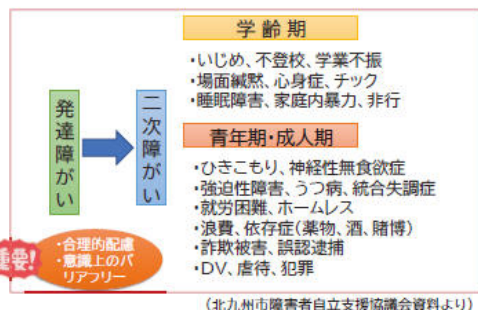 学齢期
・いじめ、不登校、学業不振
・場面緘黙、心身症、チック
・睡眠障害、家庭内暴力、非行
発達障がい
二次障がい
青年期・成人期
・ひきこもり、神経性無食欲症
・強迫性障害、うつ病、統合失調症
・就労困難、ホームレス
・浪費、依存症(薬物、酒、賭博)
・詐欺被害、誤認逮捕
・DV、虐待、犯罪
重要!
・合理的配慮
・意識上のバ
リアフリー
(北九州市障害者自立支援協議会資料より)